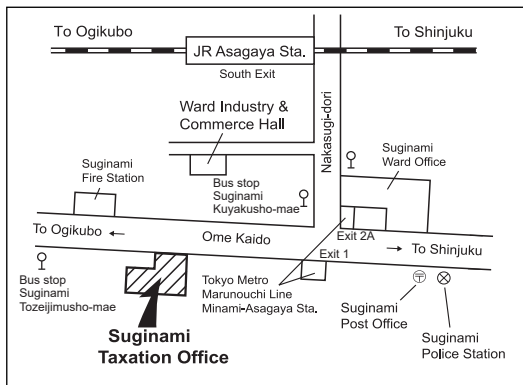 To Ogikubo
To Shinjuku
JR Asagaya Sta.
South Exit
Ward Industry &
Commerce Hall
Nakasugi-dori
Suginami
Ward Office
Suginami
Fire Station
Bus stop
Suginami
Kuyakusho-mae
To Ogikubo ←
Ome Kaido
Exit 2A
→ To Shinjuku
Exit 1
Bus stop
Suginami
Tozeijimusho-mae
Tokyo Metro
Marunouchi Line
Minami-Asagaya Sta.
〒
Suginami
Post Office
Suginami
Police Station
Suginami
Taxation Office